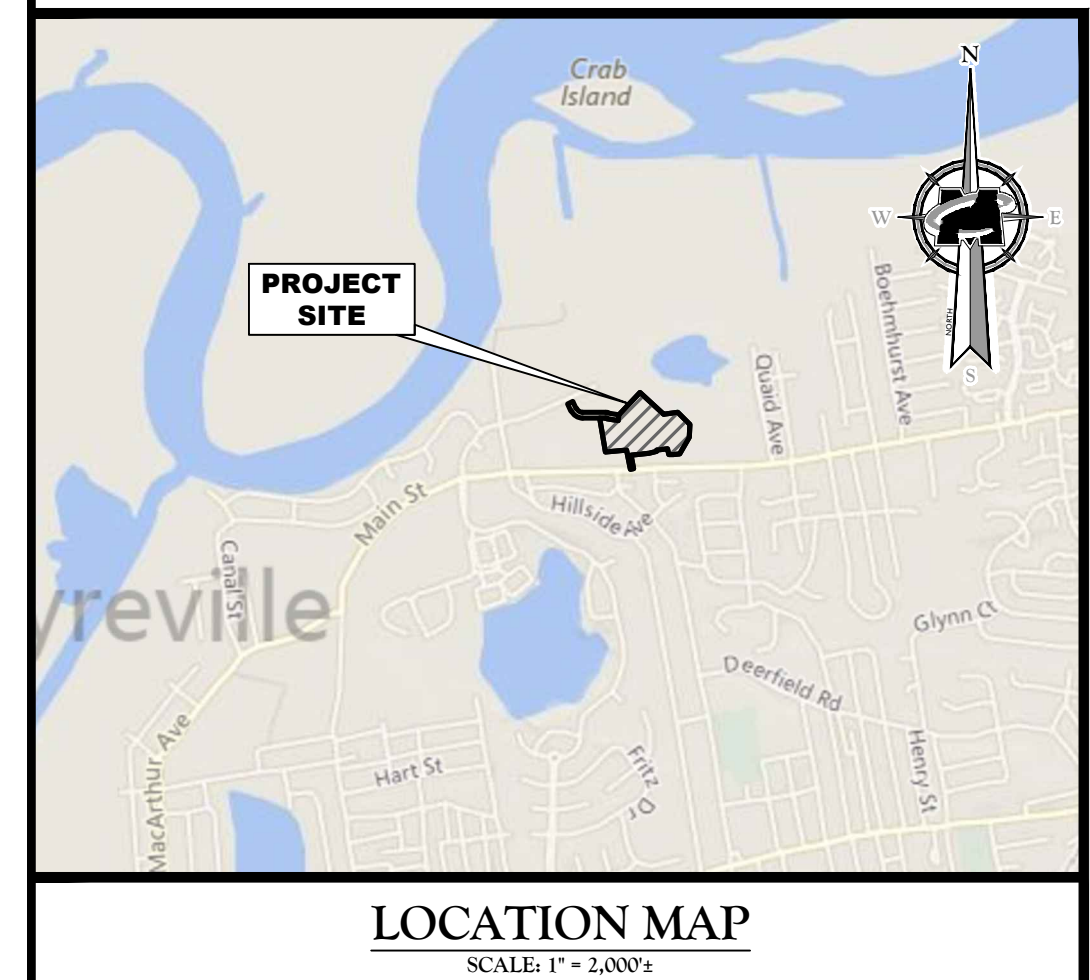 Crab
Island
N
W
E
NORTH
S
PROJECT
SITE
Boehmhurst Ave
Quaid Ave
Main St
Hillside Ave
Canal St
yreville
Glynn Ct
Deerfield Rd
MacArthur Ave
Hart St
Fritz Dr
Henry St
LOCATION MAP
SCALE: 1" = 2,000'±